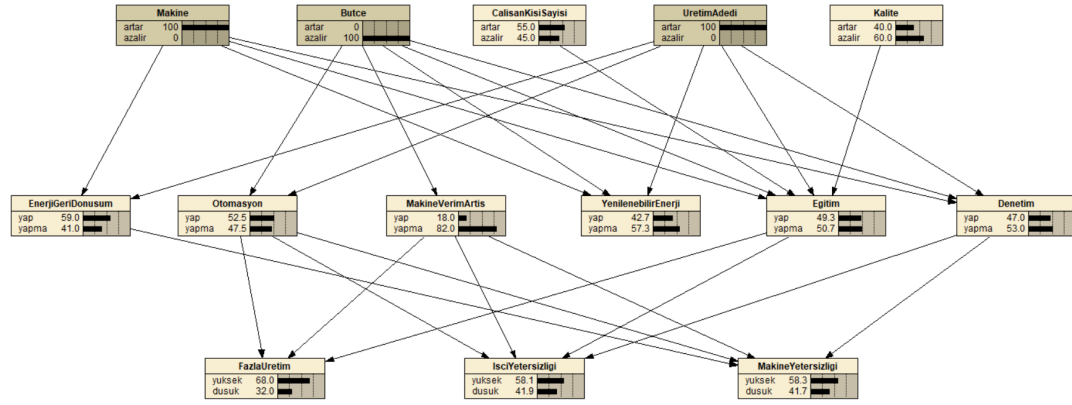 Makine
artar 100
azalir 0
Butce
artar 0
azalir 100
CalisanKisiSayisi
artar 55.0
azalir 45.0
UretimAdedi
artar 100
azalir 0
Kalite
artar 40.0
azalir 60.0
EnerjiGeriDonusum
yap 59.0
yapma 41.0
Otomasyon
yap 52.5
yapma 47.5
MakineVerimArtis
yap 18.0
yapma 82.0
YenilenebilirEnerji
yap 42.7
yapma 57.3
Egitim
yap 49.3
yapma 50.7
Denetim
yap 47.0
yapma 53.0
FazlaUretim
yuksek 68.0
dusuk 32.0
IsciYetersizligi
yuksek 58.1
dusuk 41.9
MakineYetersizligi
yuksek 58.3
dusuk 41.7